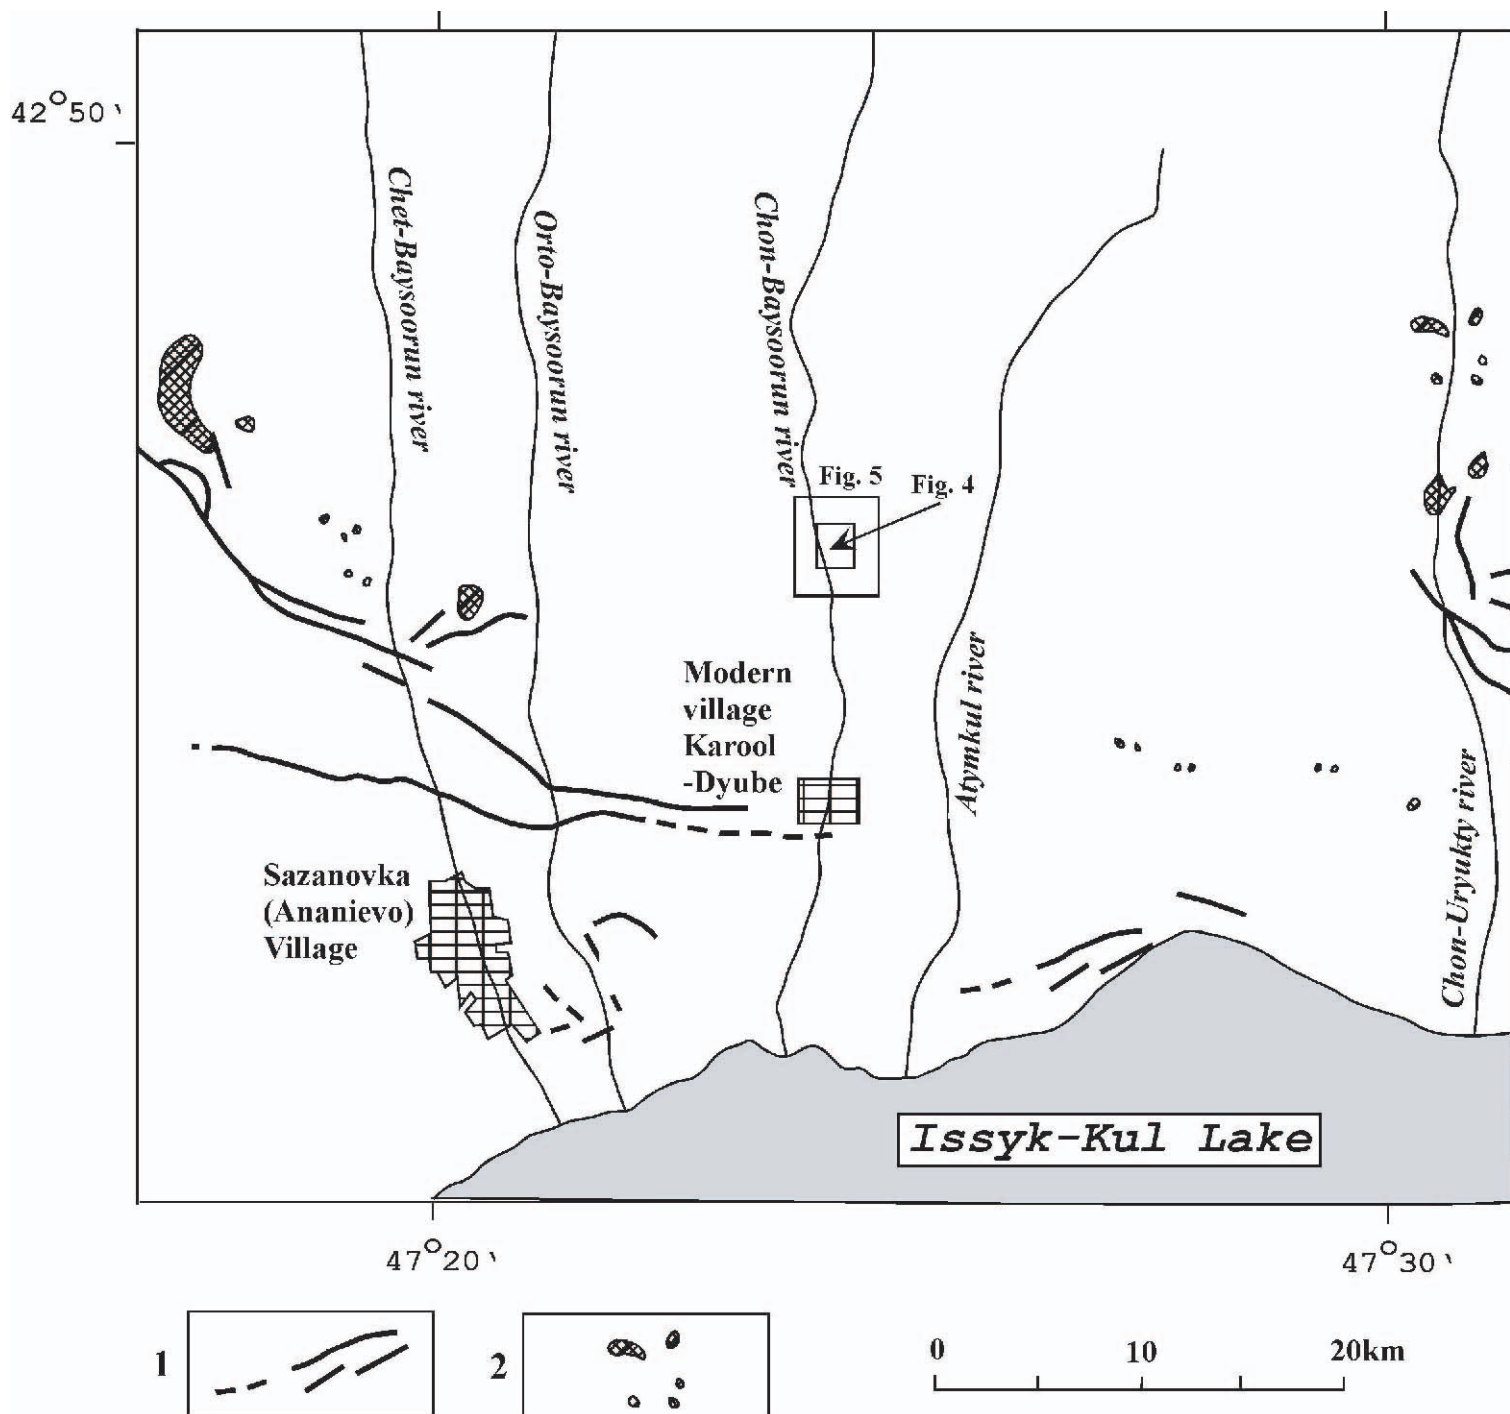 42°50'
Chet-Baysoorun river
Orto-Baysoorun river
Chon-Baysoorun river
Fig. 5
Fig. 4
Modern
village
Karool
-Dyube
Atymkul river
Chon-Uryukty river
Sazanovka
(Ananievo)
Village
Issyk-Kul Lake
47°20'
47°30'
1
2
0 10 20km